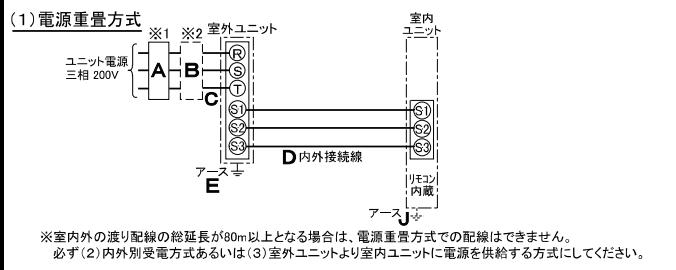 (1)電源重畳方式
※1 ※2 室外ユニット
室内
ユニット
ユニット電源
三相 200V
A B C
R
S
T
S1 S1
S2 S2
S3 S3
D 内外接続線
アース
E
リモコン
内蔵
アース J
※室内外の渡り配線の総延長が80m以上となる場合は、電源重畳方式での配線はできません。
必ず(2)内外別受電方式あるいは(3)室外ユニットより室内ユニットに電源を供給する方式にしてください。